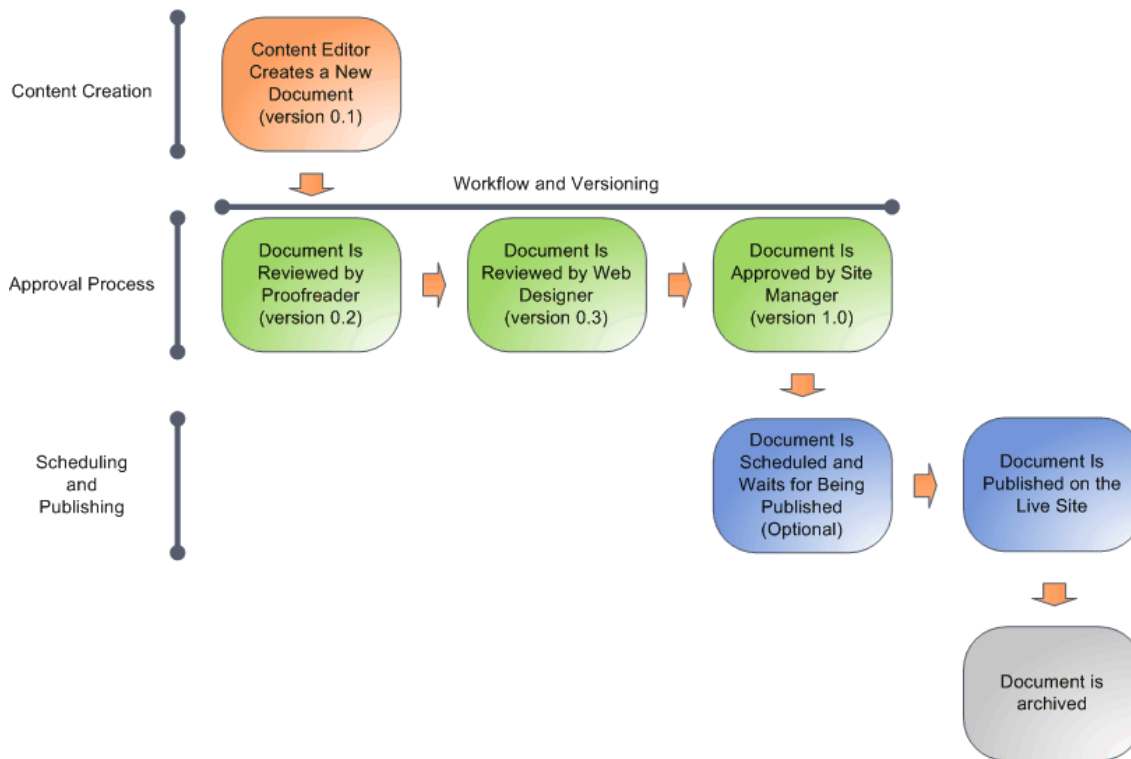 Content Creation
Content Editor
Creates a New
Document
(version 0.1)
Workflow and Versioning
Approval Process
Document Is
Reviewed by
Proofreader
(version 0.2)
Document Is
Reviewed by Web
Designer
(version 0.3)
Document Is
Approved by Site
Manager
(version 1.0)
Scheduling
and
Publishing
Document Is
Scheduled and
Waits for Being
Published
(Optional)
Document Is
Published on the
Live Site
Document is
archived